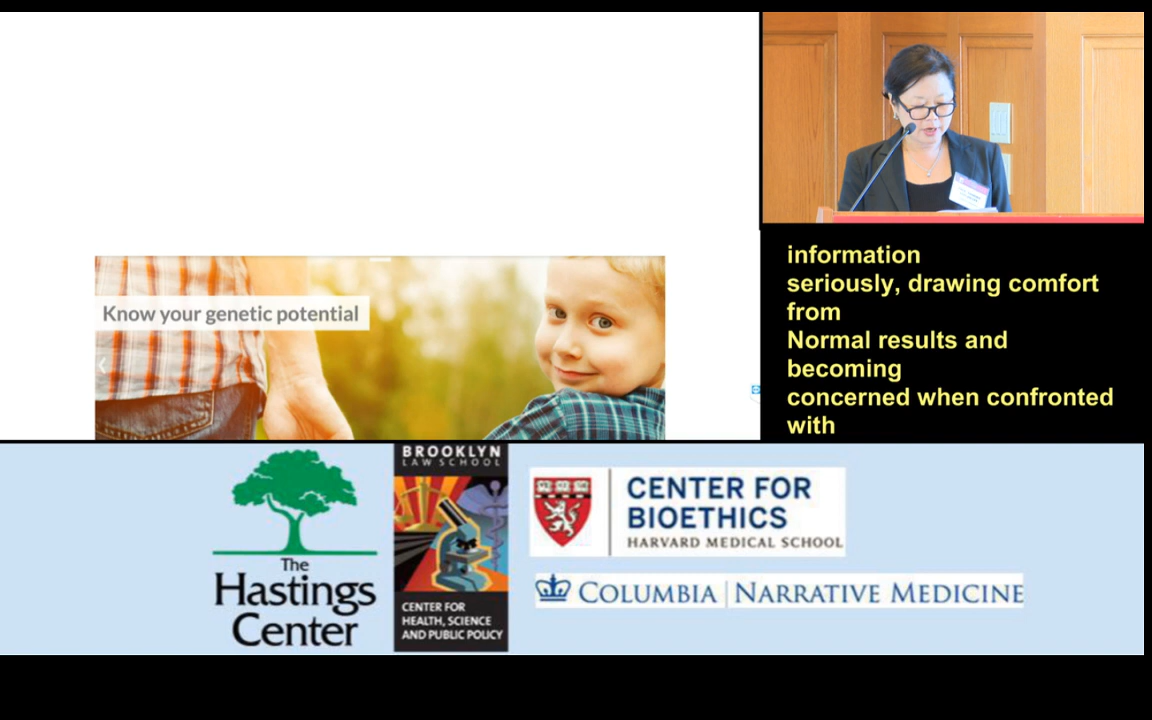 Know your genetic potential
information
seriously, drawing comfort
from
Normal results and
becoming
concerned when confronted
with
The
Hastings
Center
BROOKLYN
LAW SCHOOL
CENTER FOR
HEALTH, SCIENCE
AND PUBLIC POLICY
CENTER FOR
BIOETHICS
HARVARD MEDICAL SCHOOL
COLUMBIA | NARRATIVE MEDICINE